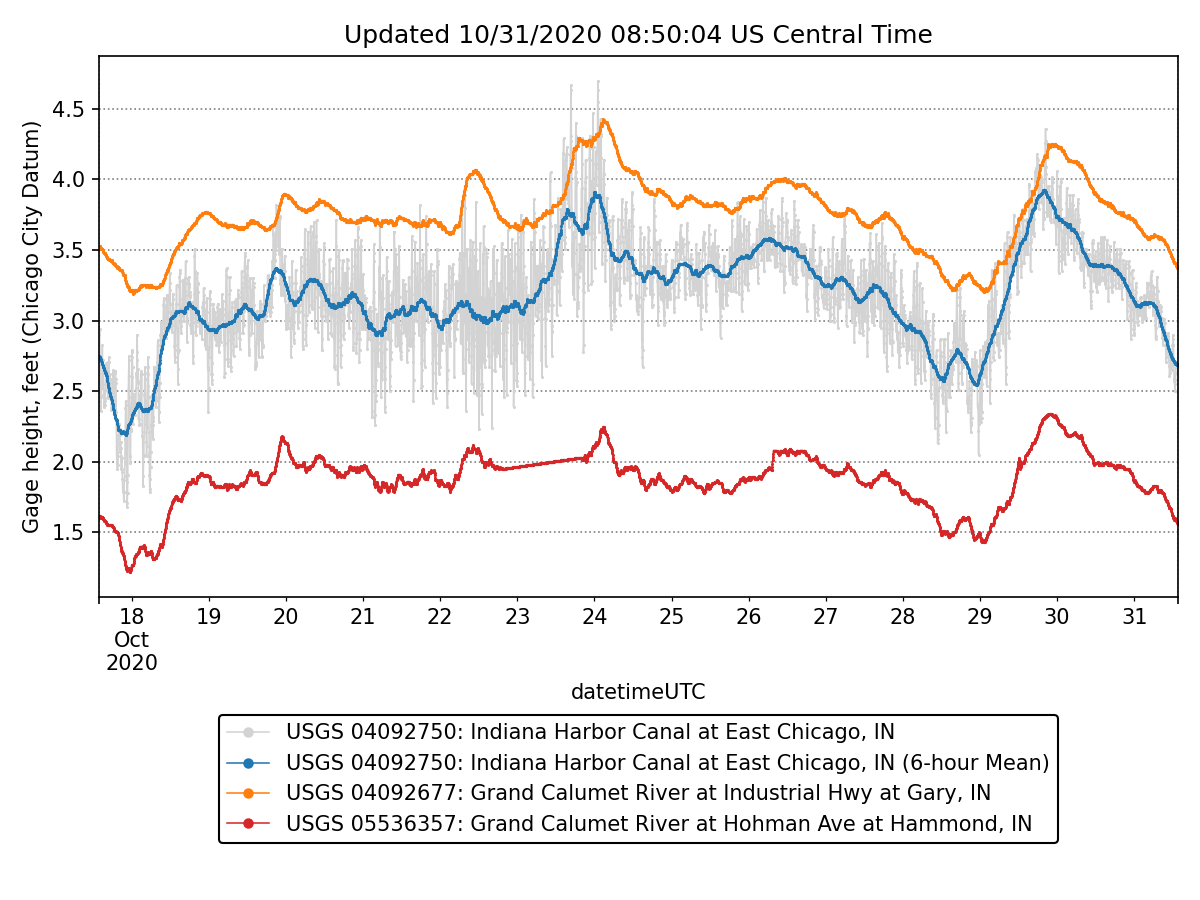 Updated 10/31/2020 08:50:04 US Central Time
Gage height, feet (Chicago City Datum)
4.5
4.0
3.5
3.0
2.5
2.0
1.5
18 19 20 21 22 23 24 25 26 27 28 29 30 31
Oct
2020
datetimeUTC
USGS 04092750: Indiana Harbor Canal at East Chicago, IN
USGS 04092750: Indiana Harbor Canal at East Chicago, IN (6-hour Mean)
USGS 04092677: Grand Calumet River at Industrial Hwy at Gary, IN
USGS 05536357: Grand Calumet River at Hohman Ave at Hammond, IN